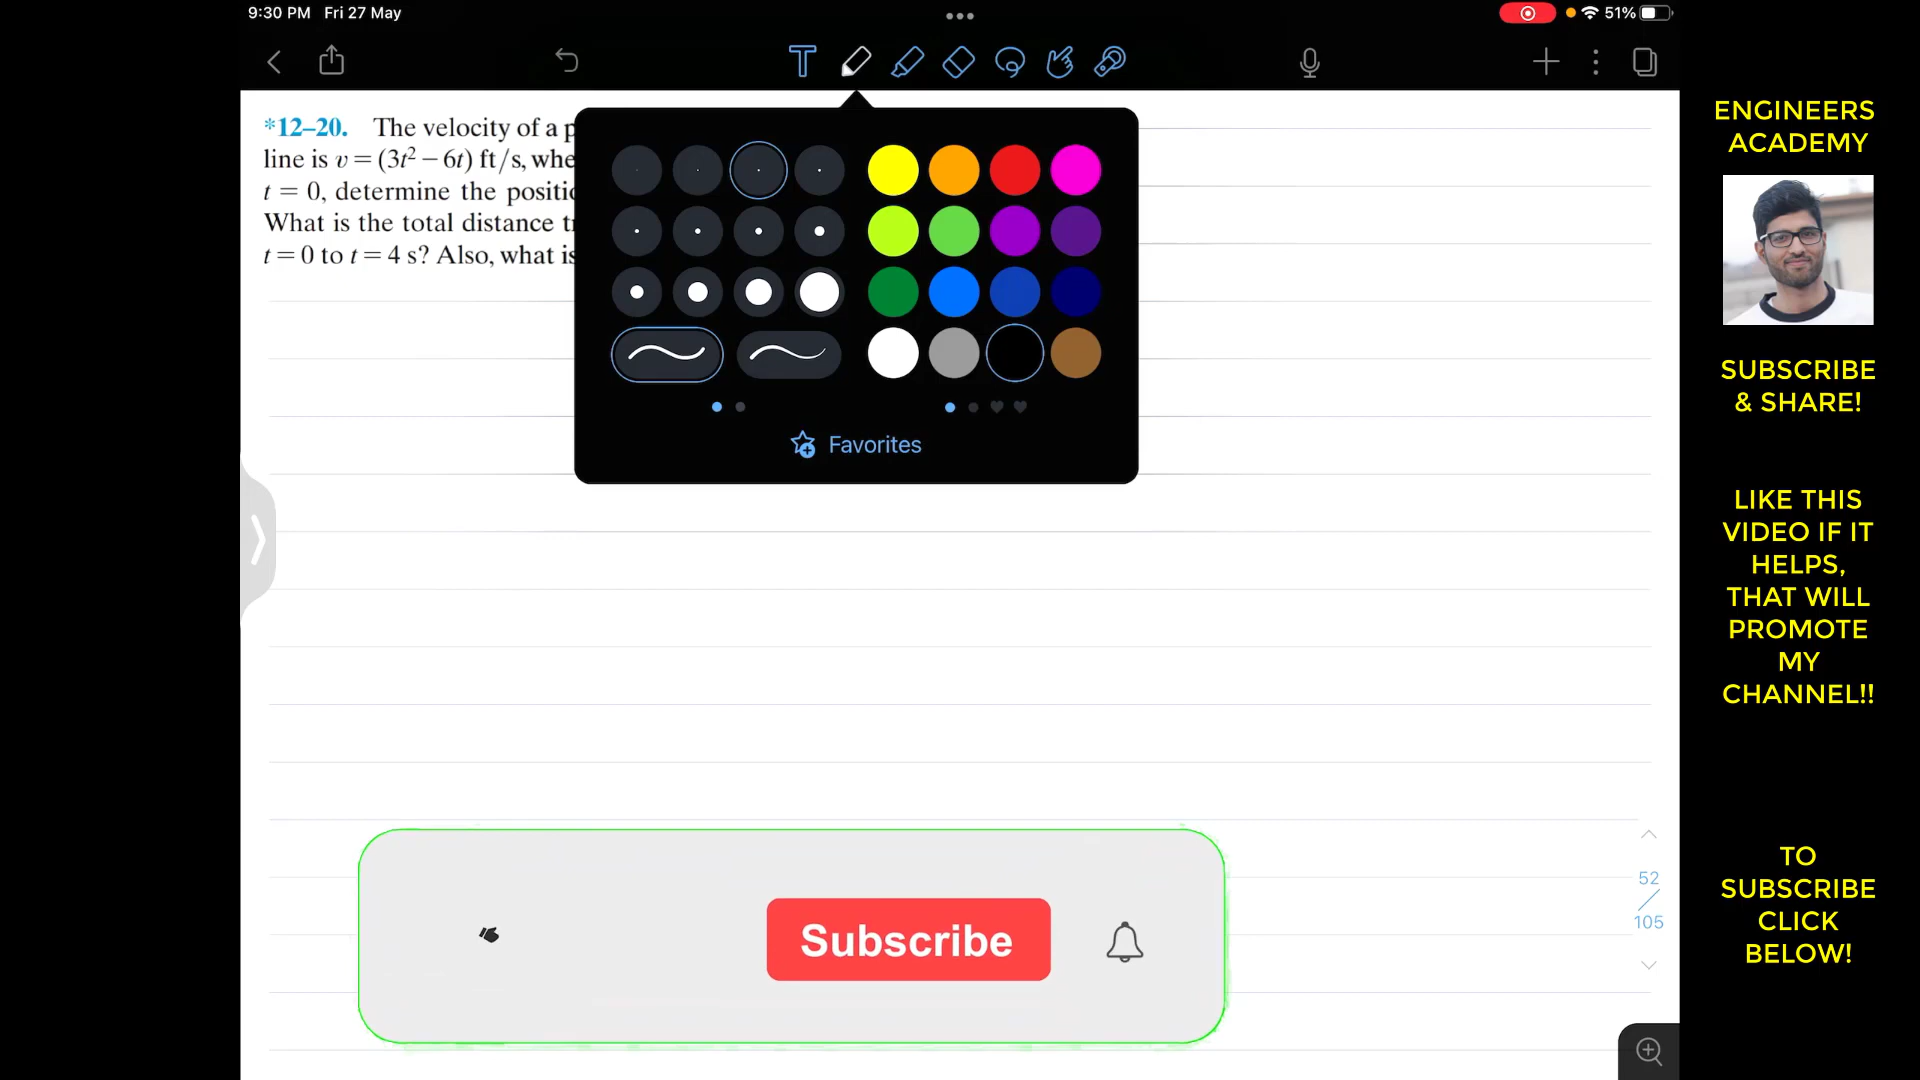 9:30 PM Fri 27 May
51%
T
*12–20. The velocity of a p
line is v = (3t² – 6t) ft/s, whe
t = 0, determine the positio
What is the total distance t
t = 0 to t = 4 s? Also, what is
Favorites
Subscribe
52
105
ENGINEERS
ACADEMY
SUBSCRIBE
& SHARE!
LIKE THIS
VIDEO IF IT
HELPS,
THAT WILL
PROMOTE
MY
CHANNEL!!
TO
SUBSCRIBE
CLICK
BELOW!